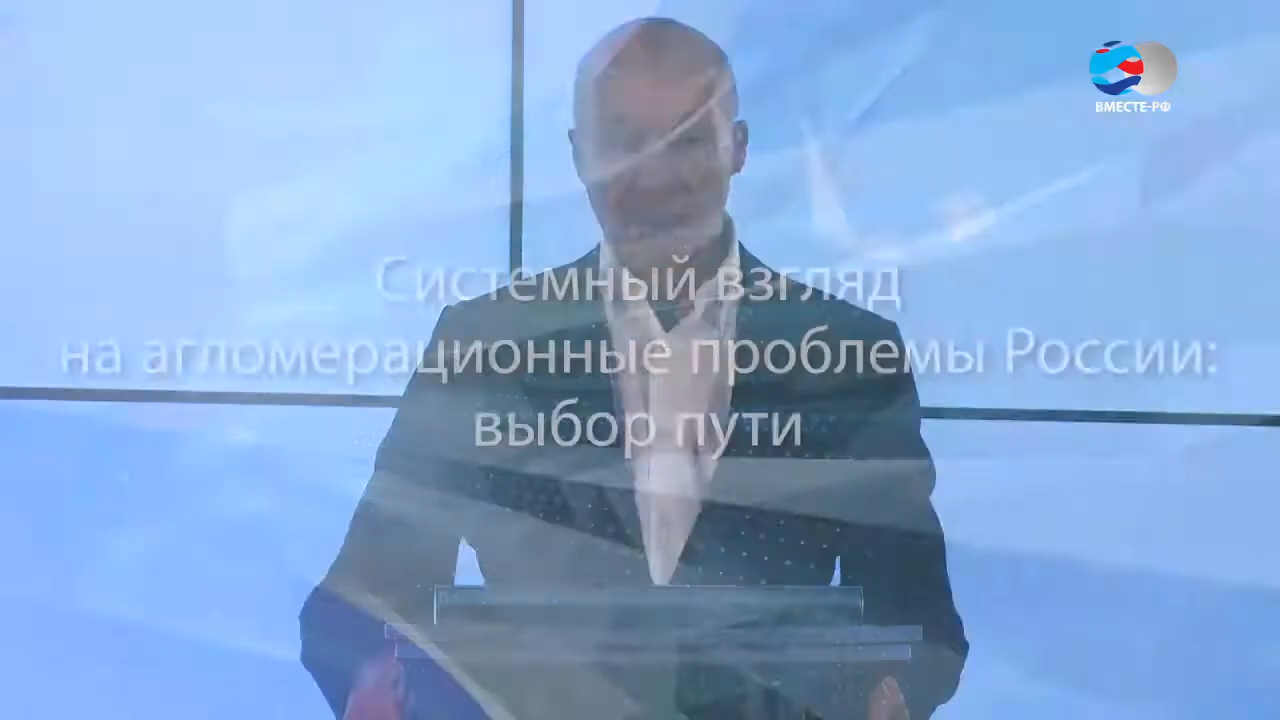 ВМЕСТЕ-РФ
Системный взгляд
на агломерационные проблемы России:
выбор пути